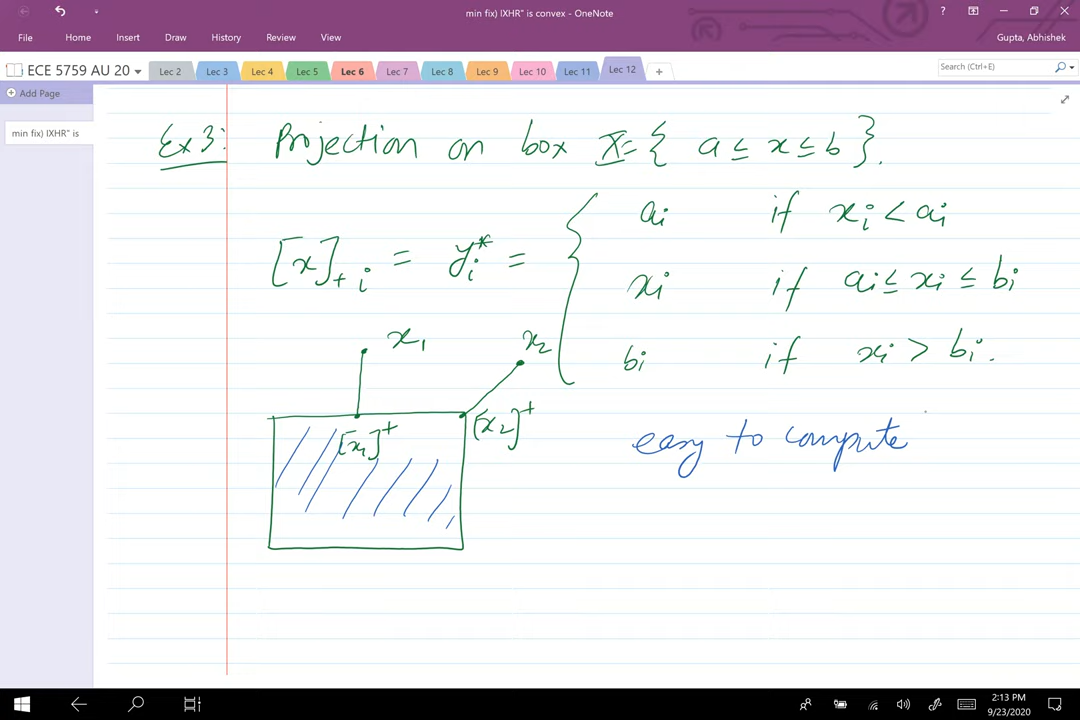 min fix) IXHR" is convex - OneNote
File Home Insert Draw History Review View
Gupta, Abhishek
ECE 5759 AU 20
Lec 2 Lec 3 Lec 4 Lec 5 Lec 6 Lec 7 Lec 8 Lec 9 Lec 10 Lec 11 Lec 12
Search (Ctrl+E)
Add Page
min fix) IXHR" is
Ex 3: Projection on box X = { a ≤ x ≤ b }.
[x]+i = yi* = { ai if xi < ai
xi if ai ≤ xi ≤ bi
bi if xi > bi.
x1
x2
[x1]+
[x2]+
easy to compute
2:13 PM
9/23/2020